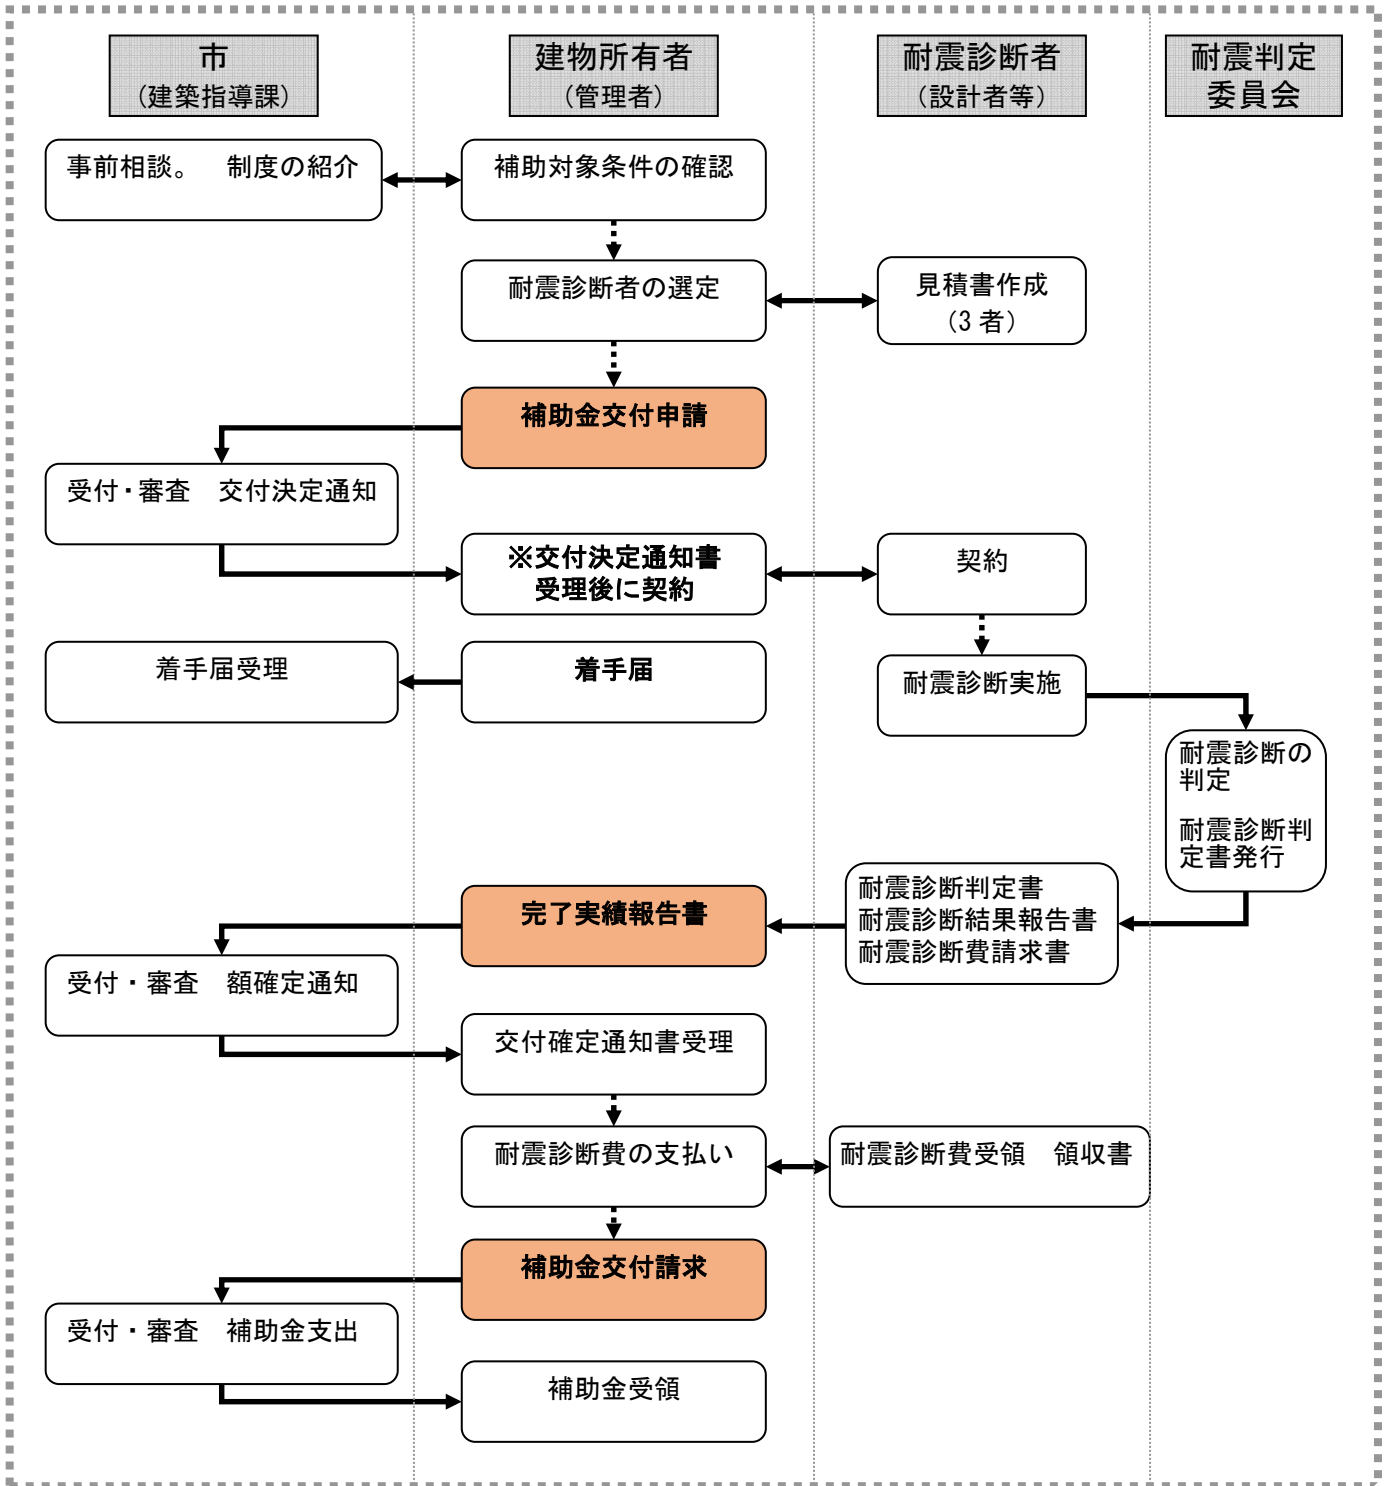 市
（建築指導課）
建物所有者
（管理者）
耐震診断者
（設計者等）
耐震判定
委員会
事前相談。　制度の紹介
補助対象条件の確認
耐震診断者の選定
見積書作成
（3 者）
補助金交付申請
受付・審査　交付決定通知
※交付決定通知書
受理後に契約
契約
着手届受理
着手届
耐震診断実施
耐震診断の
判定
耐震診断判
定書発行
耐震診断判定書
耐震診断結果報告書
耐震診断費請求書
完了実績報告書
受付・審査　額確定通知
交付確定通知書受理
耐震診断費の支払い
耐震診断費受領　領収書
補助金交付請求
受付・審査　補助金支出
補助金受領